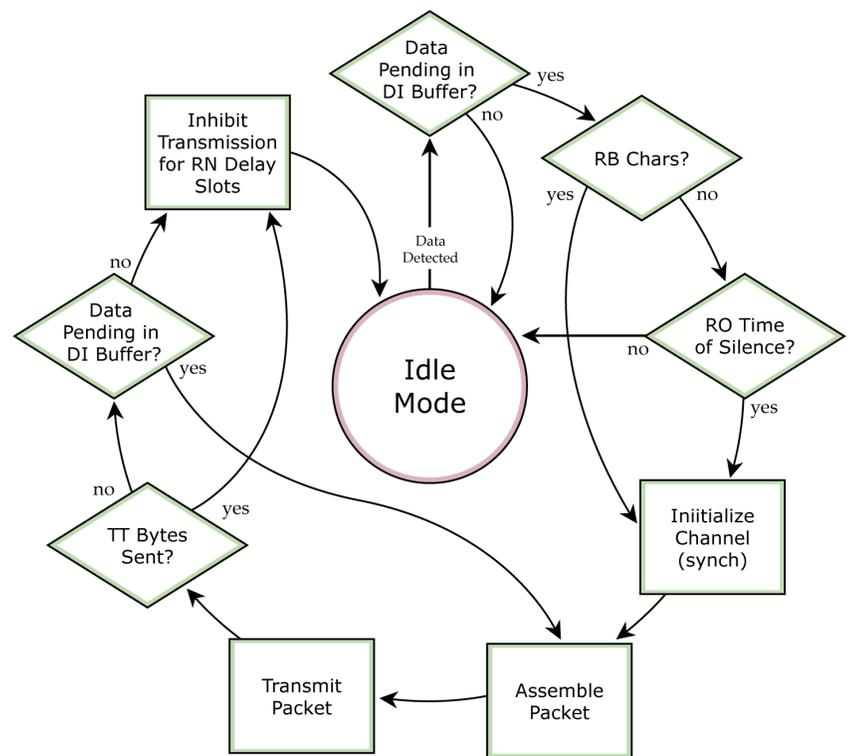 Data
Pending in
DI Buffer?
yes
no
RB Chars?
yes
no
RO Time
of Silence?
no
yes
Iniitialize
Channel
(synch)
Assemble
Packet
Transmit
Packet
TT Bytes
Sent?
no
yes
Data
Pending in
DI Buffer?
no
yes
Inhibit
Transmission
for RN Delay
Slots
Data
Detected
Idle
Mode